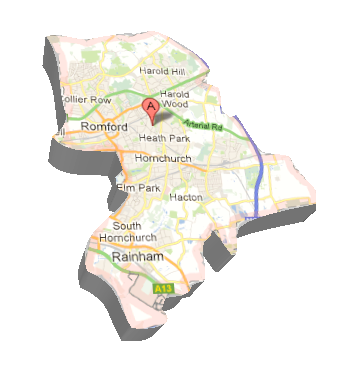 Harold Hill
Collier Row
Harold
Wood
A
Arterial Rd
Romford
Heath Park
Hornchurch
Elm Park
Hacton
South
Hornchurch
Rainham
A13